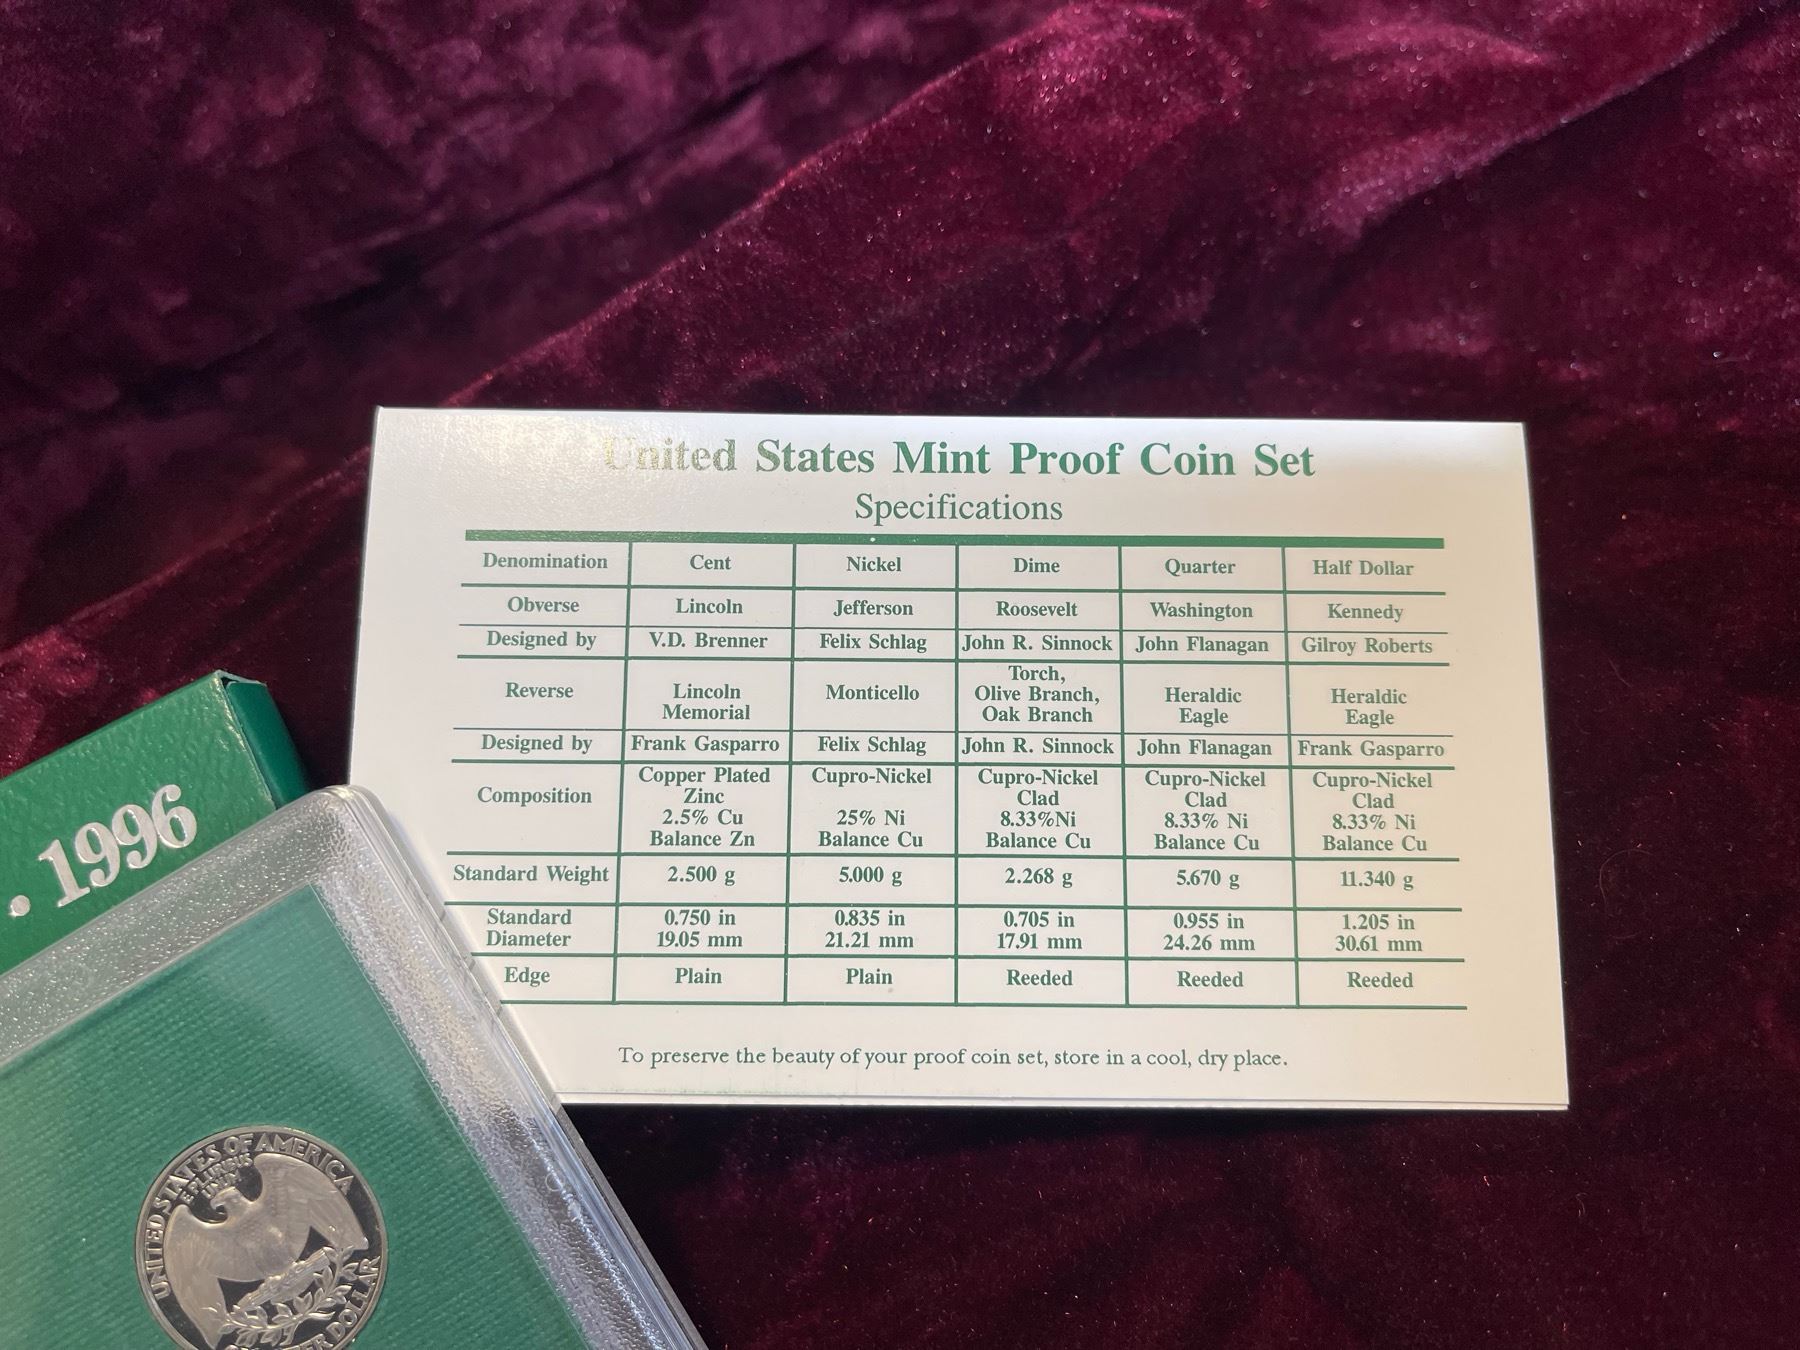 United States Mint Proof Coin Set
Specifications
Denomination Cent Nickel Dime Quarter Half Dollar
Obverse Lincoln Jefferson Roosevelt Washington Kennedy
Designed by V.D. Brenner Felix Schlag John R. Sinnock John Flanagan Gilroy Roberts
Reverse Lincoln Memorial Monticello Torch, Olive Branch, Oak Branch Heraldic Eagle Heraldic Eagle
Designed by Frank Gasparro Felix Schlag John R. Sinnock John Flanagan Frank Gasparro
Composition Copper Plated Zinc 2.5% Cu Balance Zn Cupro-Nickel 25% Ni Balance Cu Cupro-Nickel Clad 8.33%Ni Balance Cu Cupro-Nickel Clad 8.33% Ni Balance Cu Cupro-Nickel Clad 8.33% Ni Balance Cu
Standard Weight 2.500 g 5.000 g 2.268 g 5.670 g 11.340 g
Standard Diameter 0.750 in 19.05 mm 0.835 in 21.21 mm 0.705 in 17.91 mm 0.955 in 24.26 mm 1.205 in 30.61 mm
Edge Plain Plain Reeded Reeded Reeded
To preserve the beauty of your proof coin set, store in a cool, dry place.
. 1996
UNITED STATES OF AMERICA
E PLURIBUS
UNUM
DOLLAR